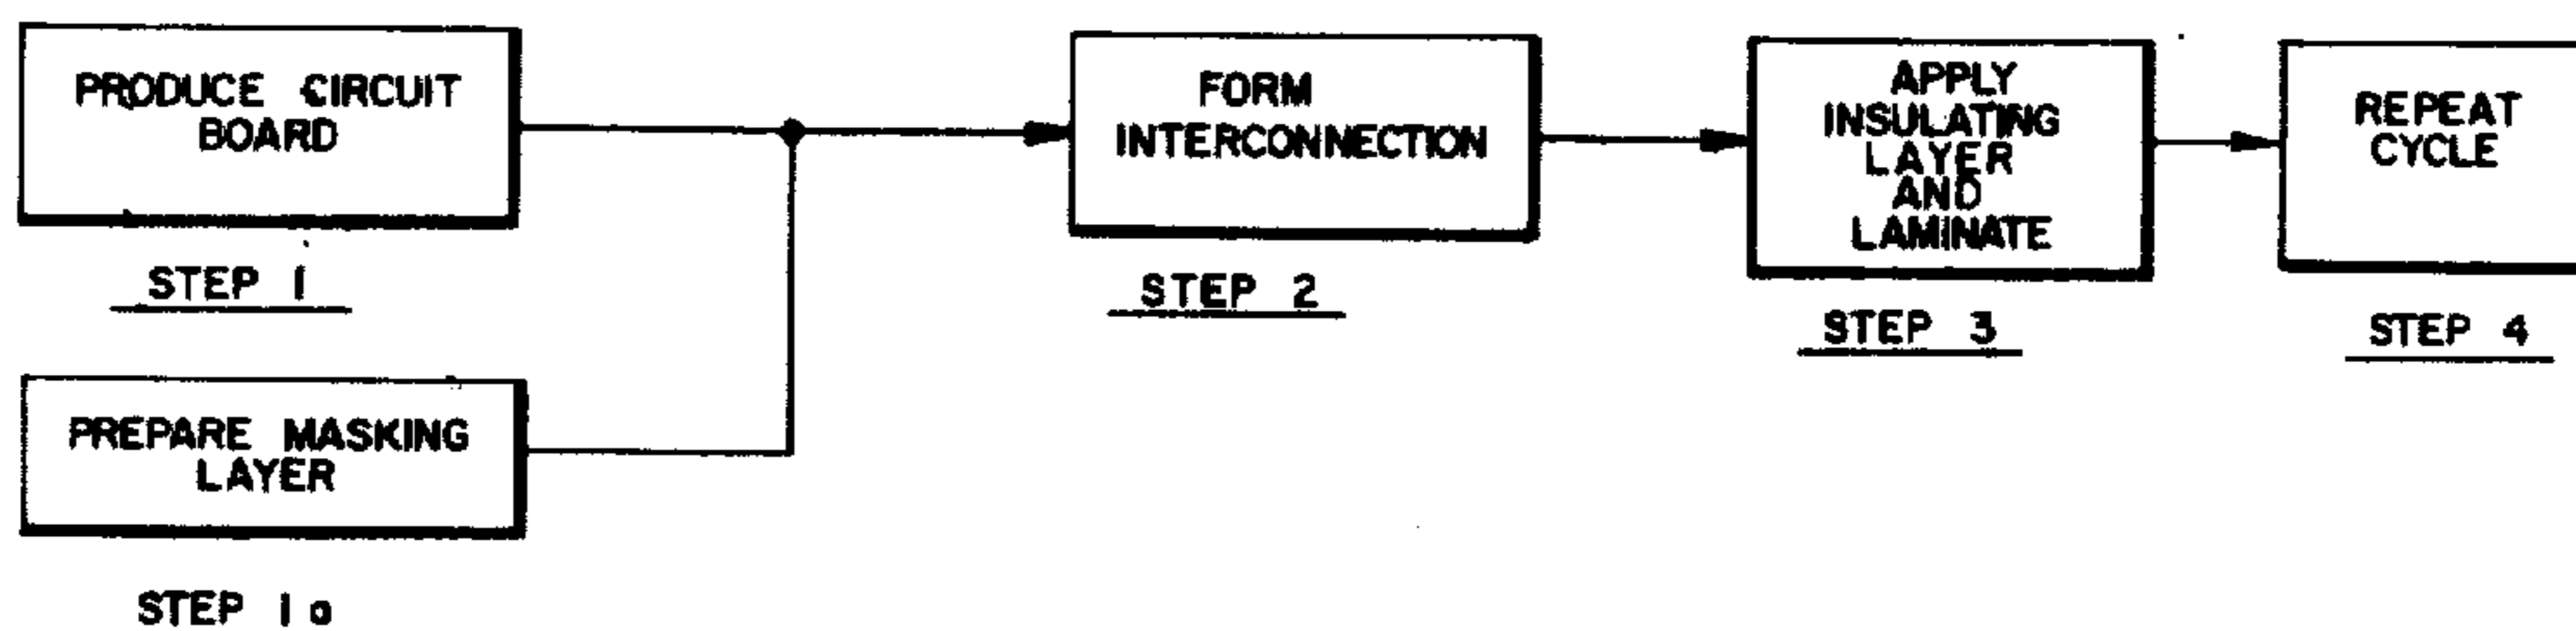 PRODUCE CIRCUIT
BOARD
STEP 1
PREPARE MASKING
LAYER
STEP 1a
FORM
INTERCONNECTION
STEP 2
APPLY
INSULATING
LAYER
AND
LAMINATE
STEP 3
REPEAT
CYCLE
STEP 4